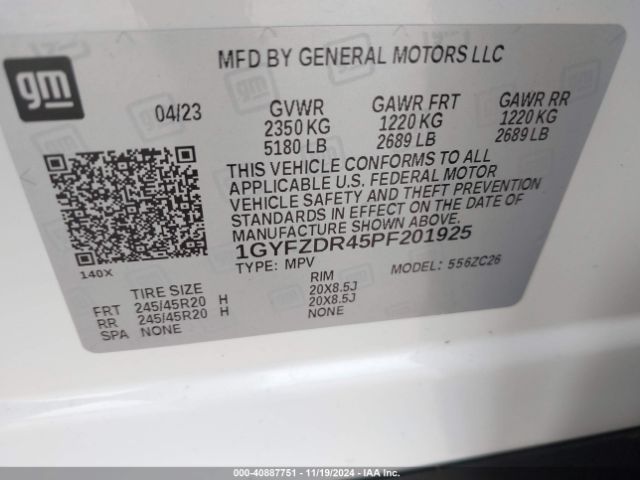 gm
MFD BY GENERAL MOTORS LLC
04/23 GVWR GAWR FRT GAWR RR
2350 KG 1220 KG 1220 KG
5180 LB 2689 LB 2689 LB
THIS VEHICLE CONFORMS TO ALL
APPLICABLE U.S. FEDERAL MOTOR
VEHICLE SAFETY AND THEFT PREVENTION
STANDARDS IN EFFECT ON THE DATE OF
MANUFACTURE SHOWN ABOVE.
1GYFZDR45PF201925
140X TYPE: MPV MODEL: 556ZC26
TIRE SIZE RIM
FRT 245/45R20 H 20X8.5J
RR 245/45R20 H 20X8.5J
SPA NONE NONE
000-40887751 | 11/19/2024 | IAA Inc.